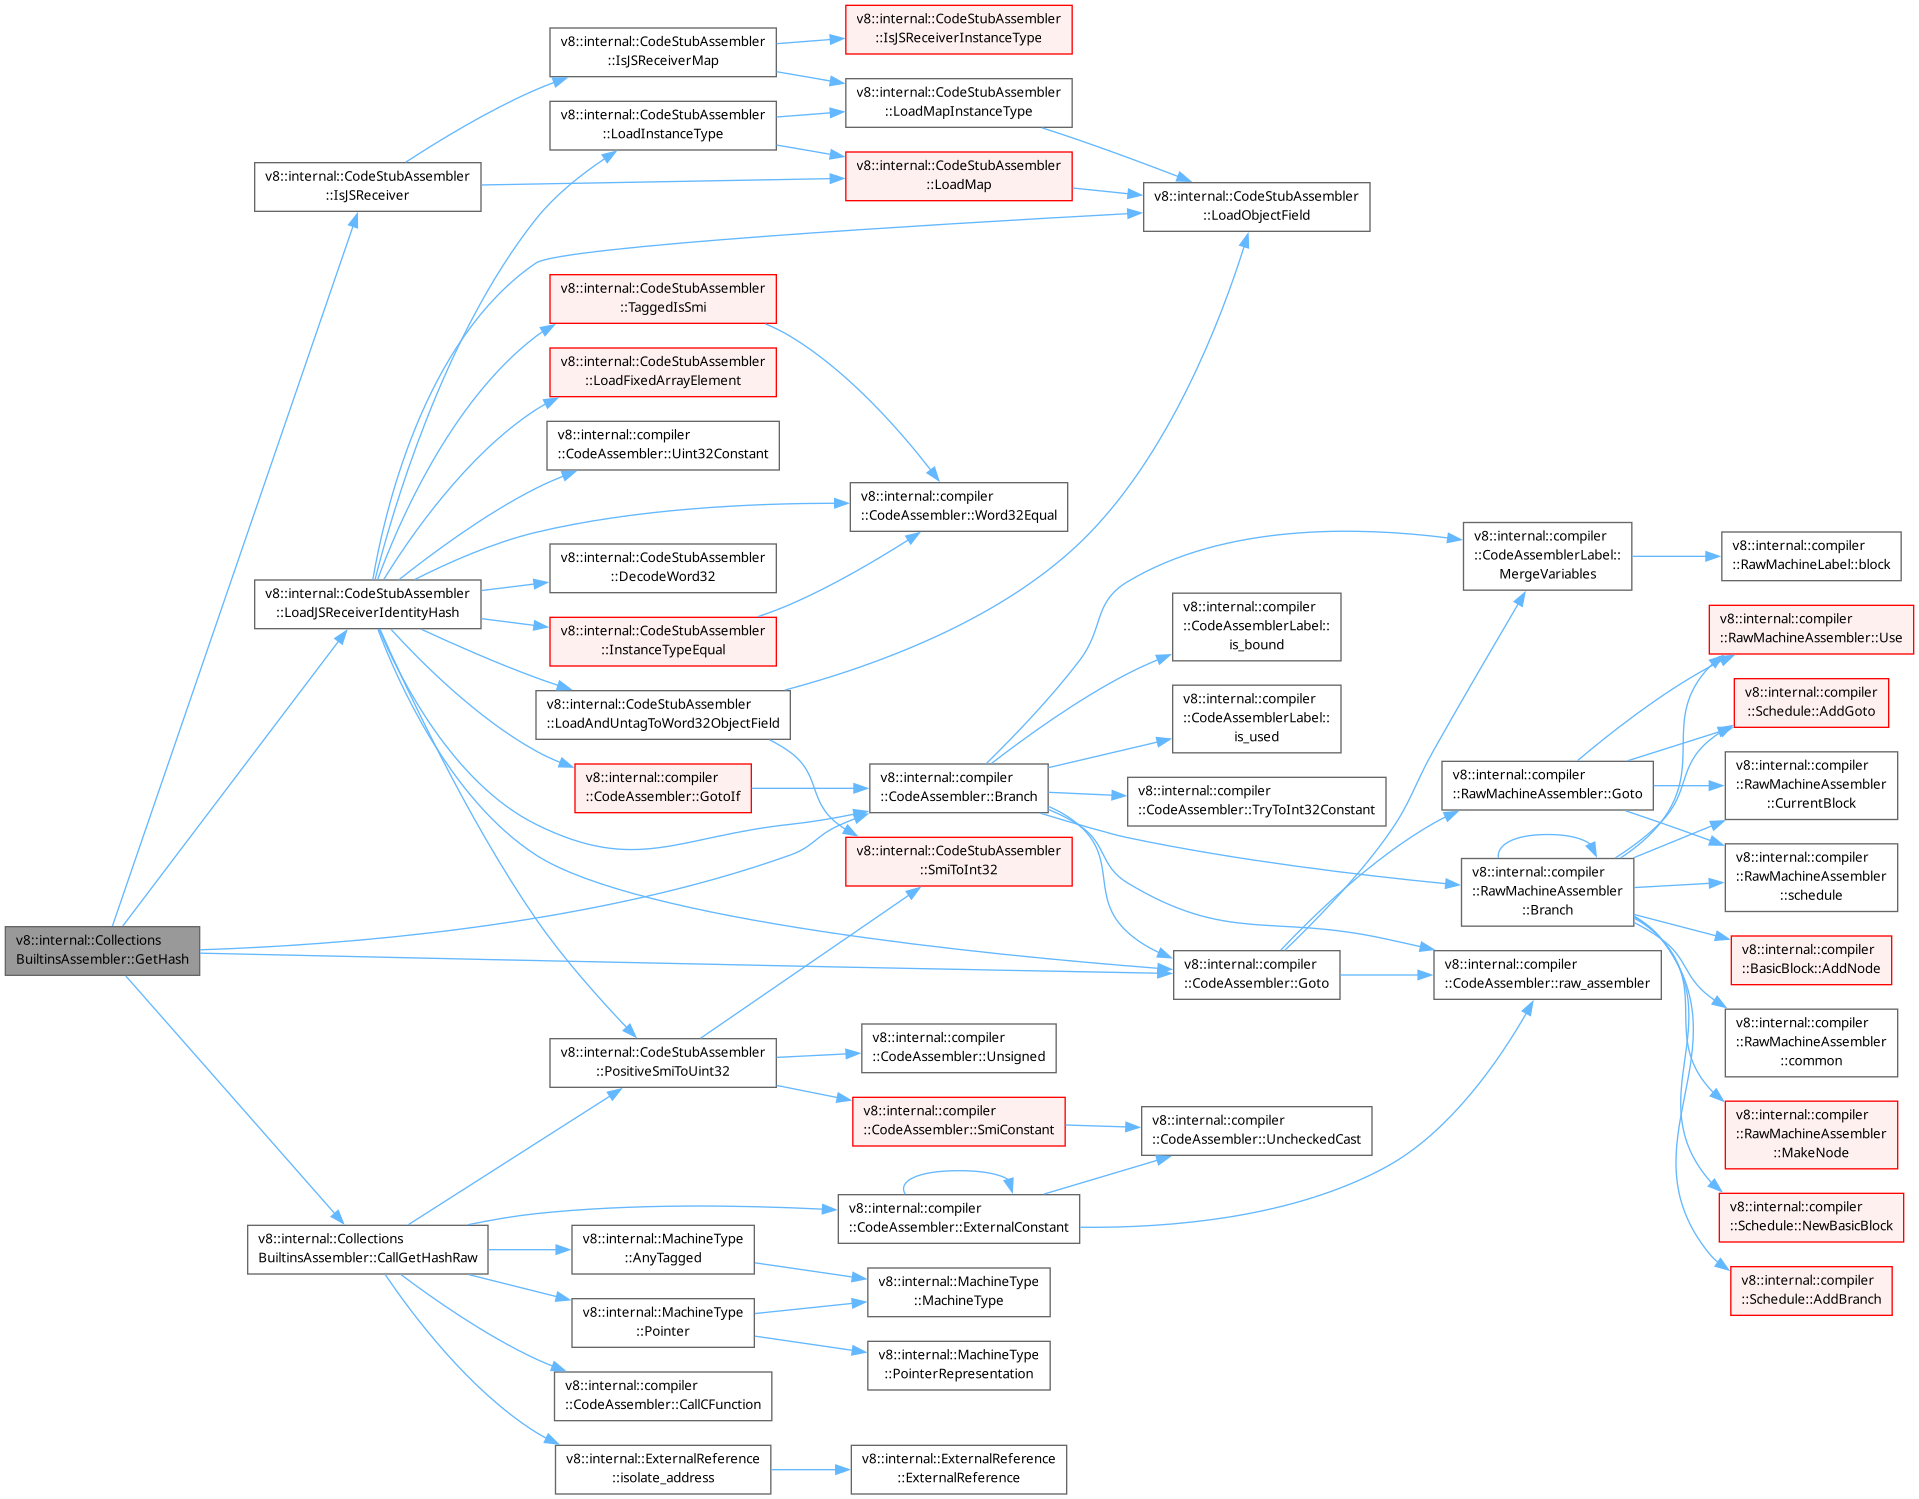 v8::internal::Collections
BuiltinsAssembler::GetHash
v8::internal::CodeStubAssembler
::IsJSReceiver
v8::internal::CodeStubAssembler
::LoadJSReceiverIdentityHash
v8::internal::Collections
BuiltinsAssembler::CallGetHashRaw
v8::internal::CodeStubAssembler
::IsJSReceiverMap
v8::internal::CodeStubAssembler
::LoadInstanceType
v8::internal::CodeStubAssembler
::TaggedIsSmi
v8::internal::CodeStubAssembler
::LoadFixedArrayElement
v8::internal::compiler
::CodeAssembler::Uint32Constant
v8::internal::CodeStubAssembler
::DecodeWord32
v8::internal::CodeStubAssembler
::InstanceTypeEqual
v8::internal::CodeStubAssembler
::LoadAndUntagToWord32ObjectField
v8::internal::compiler
::CodeAssembler::GotoIf
v8::internal::CodeStubAssembler
::PositiveSmiToUint32
v8::internal::MachineType
::AnyTagged
v8::internal::MachineType
::Pointer
v8::internal::compiler
::CodeAssembler::CallCFunction
v8::internal::ExternalReference
::isolate_address
v8::internal::CodeStubAssembler
::IsJSReceiverInstanceType
v8::internal::CodeStubAssembler
::LoadMapInstanceType
v8::internal::CodeStubAssembler
::LoadMap
v8::internal::compiler
::CodeAssembler::Word32Equal
v8::internal::compiler
::CodeAssembler::Branch
v8::internal::CodeStubAssembler
::SmiToInt32
v8::internal::compiler
::CodeAssembler::Unsigned
v8::internal::compiler
::CodeAssembler::SmiConstant
v8::internal::compiler
::CodeAssembler::ExternalConstant
v8::internal::MachineType
::MachineType
v8::internal::MachineType
::PointerRepresentation
v8::internal::ExternalReference
::ExternalReference
v8::internal::CodeStubAssembler
::LoadObjectField
v8::internal::compiler
::CodeAssemblerLabel::
is_bound
v8::internal::compiler
::CodeAssemblerLabel::
is_used
v8::internal::compiler
::CodeAssembler::TryToInt32Constant
v8::internal::compiler
::CodeAssembler::Goto
v8::internal::compiler
::CodeAssembler::UncheckedCast
v8::internal::compiler
::CodeAssemblerLabel::
MergeVariables
v8::internal::compiler
::RawMachineAssembler::Goto
v8::internal::compiler
::RawMachineAssembler
::Branch
v8::internal::compiler
::CodeAssembler::raw_assembler
v8::internal::compiler
::RawMachineLabel::block
v8::internal::compiler
::RawMachineAssembler::Use
v8::internal::compiler
::Schedule::AddGoto
v8::internal::compiler
::RawMachineAssembler
::CurrentBlock
v8::internal::compiler
::RawMachineAssembler
::schedule
v8::internal::compiler
::BasicBlock::AddNode
v8::internal::compiler
::RawMachineAssembler
::common
v8::internal::compiler
::RawMachineAssembler
::MakeNode
v8::internal::compiler
::Schedule::NewBasicBlock
v8::internal::compiler
::Schedule::AddBranch